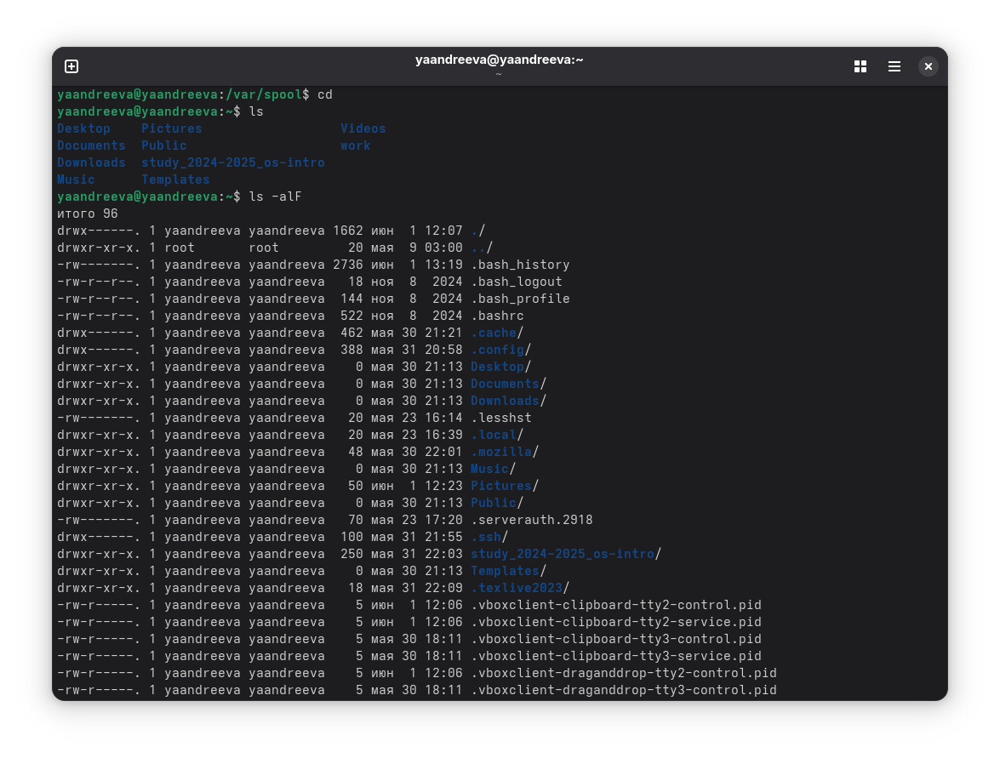 yaandreeva@yaandreeva:~
~
yaandreeva@yaandreeva:/var/spool$ cd
yaandreeva@yaandreeva:~$ ls
Desktop    Pictures                  Videos
Documents  Public                    work
Downloads  study_2024-2025_os-intro
Music      Templates
yaandreeva@yaandreeva:~$ ls -alF
итого 96
drwx------. 1 yaandreeva yaandreeva 1662 июн  1 12:07 ./
drwxr-xr-x. 1 root       root         20 мая  9 03:00 ../
-rw-------. 1 yaandreeva yaandreeva 2736 июн  1 13:19 .bash_history
-rw-r--r--. 1 yaandreeva yaandreeva   18 ноя  8  2024 .bash_logout
-rw-r--r--. 1 yaandreeva yaandreeva  144 ноя  8  2024 .bash_profile
-rw-r--r--. 1 yaandreeva yaandreeva  522 ноя  8  2024 .bashrc
drwx------. 1 yaandreeva yaandreeva  462 мая 30 21:21 .cache/
drwx------. 1 yaandreeva yaandreeva  388 мая 31 20:58 .config/
drwxr-xr-x. 1 yaandreeva yaandreeva    0 мая 30 21:13 Desktop/
drwxr-xr-x. 1 yaandreeva yaandreeva    0 мая 30 21:13 Documents/
drwxr-xr-x. 1 yaandreeva yaandreeva    0 мая 30 21:13 Downloads/
-rw-------. 1 yaandreeva yaandreeva   20 мая 23 16:14 .lesshst
drwxr-xr-x. 1 yaandreeva yaandreeva   20 мая 23 16:39 .local/
drwxr-xr-x. 1 yaandreeva yaandreeva   48 мая 30 22:01 .mozilla/
drwxr-xr-x. 1 yaandreeva yaandreeva    0 мая 30 21:13 Music/
drwxr-xr-x. 1 yaandreeva yaandreeva   50 июн  1 12:23 Pictures/
drwxr-xr-x. 1 yaandreeva yaandreeva    0 мая 30 21:13 Public/
-rw-------. 1 yaandreeva yaandreeva   70 мая 23 17:20 .serverauth.2918
drwx------. 1 yaandreeva yaandreeva  100 мая 31 21:55 .ssh/
drwxr-xr-x. 1 yaandreeva yaandreeva  250 мая 31 22:03 study_2024-2025_os-intro/
drwxr-xr-x. 1 yaandreeva yaandreeva    0 мая 30 21:13 Templates/
drwxr-xr-x. 1 yaandreeva yaandreeva   18 мая 31 22:09 .texlive2023/
-rw-r-----. 1 yaandreeva yaandreeva    5 июн  1 12:06 .vboxclient-clipboard-tty2-control.pid
-rw-r-----. 1 yaandreeva yaandreeva    5 июн  1 12:06 .vboxclient-clipboard-tty2-service.pid
-rw-r-----. 1 yaandreeva yaandreeva    5 мая 30 18:11 .vboxclient-clipboard-tty3-control.pid
-rw-r-----. 1 yaandreeva yaandreeva    5 мая 30 18:11 .vboxclient-clipboard-tty3-service.pid
-rw-r-----. 1 yaandreeva yaandreeva    5 июн  1 12:06 .vboxclient-draganddrop-tty2-control.pid
-rw-r-----. 1 yaandreeva yaandreeva    5 мая 30 18:11 .vboxclient-draganddrop-tty3-control.pid